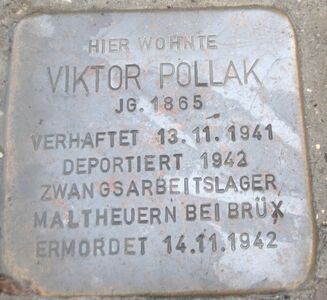 HIER WOHNTE
VIKTOR POLLAK
JG. 1865
VERHAFTET 13.11.1941
DEPORTIERT 1942
ZWANGSARBEITSLAGER
MALTHEUERN BEI BRÜX
ERMORDET 14.11.1942